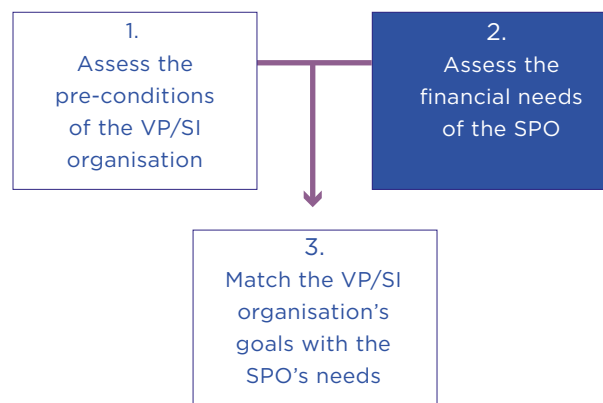 1.
Assess the
pre-conditions
of the VP/SI
organisation
2.
Assess the
financial needs
of the SPO
3.
Match the VP/SI
organisation’s
goals with the
SPO’s needs